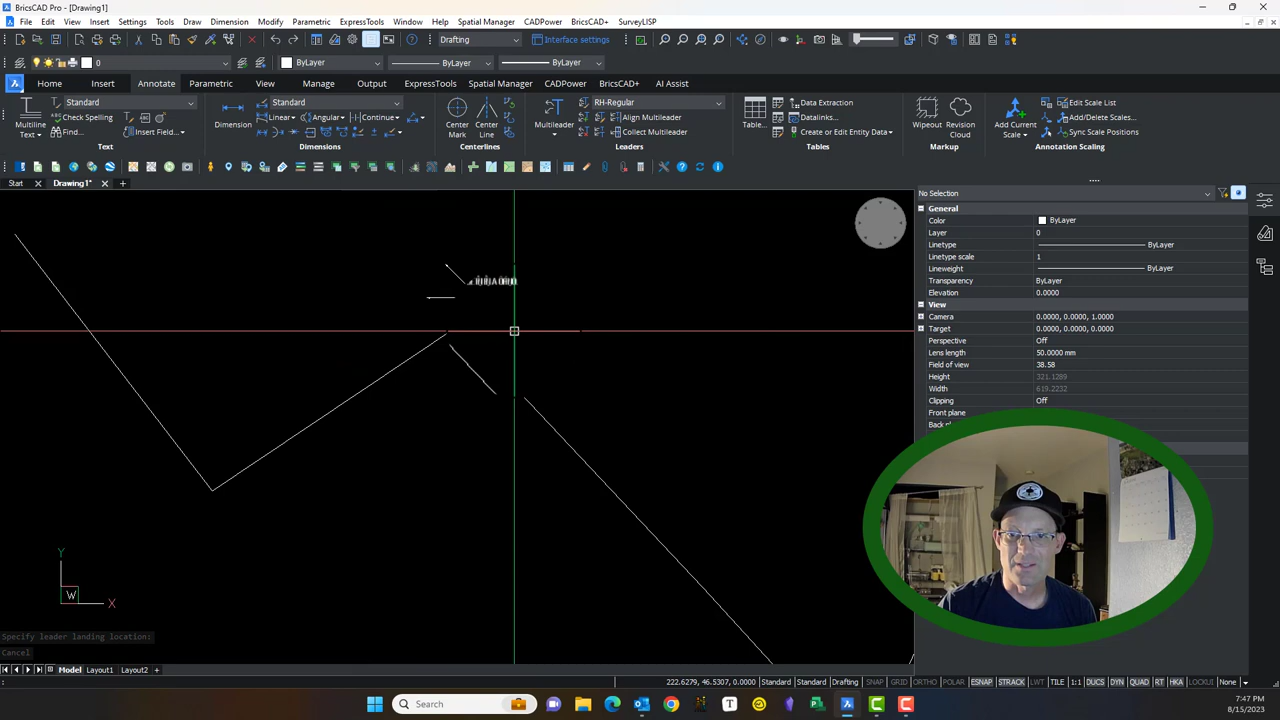 BricsCAD Pro - [Drawing1]
File Edit View Insert Settings Tools Draw Dimension Modify Parametric ExpressTools Window Help Spatial Manager CADPower BricsCAD+ SurveyLISP
Drafting Interface settings
0 ByLayer ByLayer ByLayer
Home Insert Annotate Parametric View Manage Output ExpressTools Spatial Manager CADPower BricsCAD+ AI Assist
Standard Standard RH-Regular Data Extraction Edit Scale List
Check Spelling Linear Angular Continue Align Multileader Datalinks... Add/Delete Scales...
Multiline Text Find... Insert Field... Dimension Center Mark Center Line Multileader Collect Multileader Table... Create or Edit Entity Data Wipeout Revision Cloud Add Current Scale Sync Scale Positions
Text Dimensions Centerlines Leaders Tables Markup Annotation Scaling
Start Drawing1*
No Selection
General
Color ByLayer
Layer 0
Linetype ByLayer
Linetype scale 1
Lineweight ByLayer
Transparency ByLayer
Elevation 0.0000
View
Camera 0.0000, 0.0000, 1.0000
Target 0.0000, 0.0000, 0.0000
Perspective Off
Lens length 50.0000 mm
Field of view 38.58
Height 321.1289
Width 619.2232
Clipping Off
Front plane
Y
W X
Specify leader landing location:
Cancel
Model Layout1 Layout2 +
: 222.6279, 46.5307, 0.0000 Standard Standard Drafting SNAP GRID ORTHO POLAR ESNAP STRACK LWT TILE 1:1 DUCS DYN QUAD RT HKA LOCKUI None
Search
7:47 PM
8/15/2023